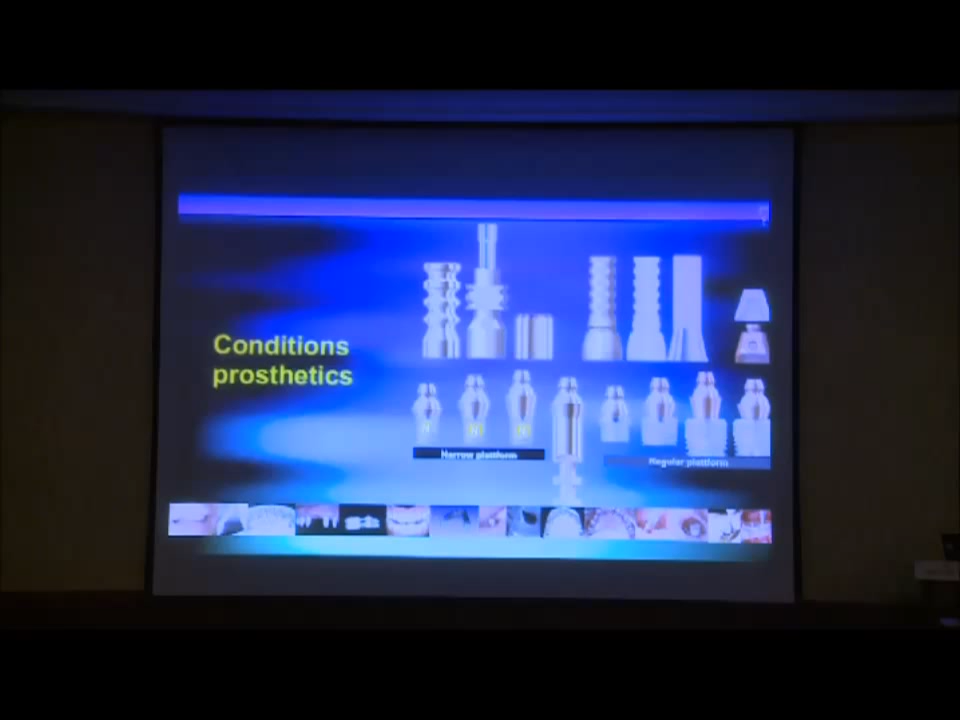 Conditions
prosthetics
Narrow platform
Regular platform